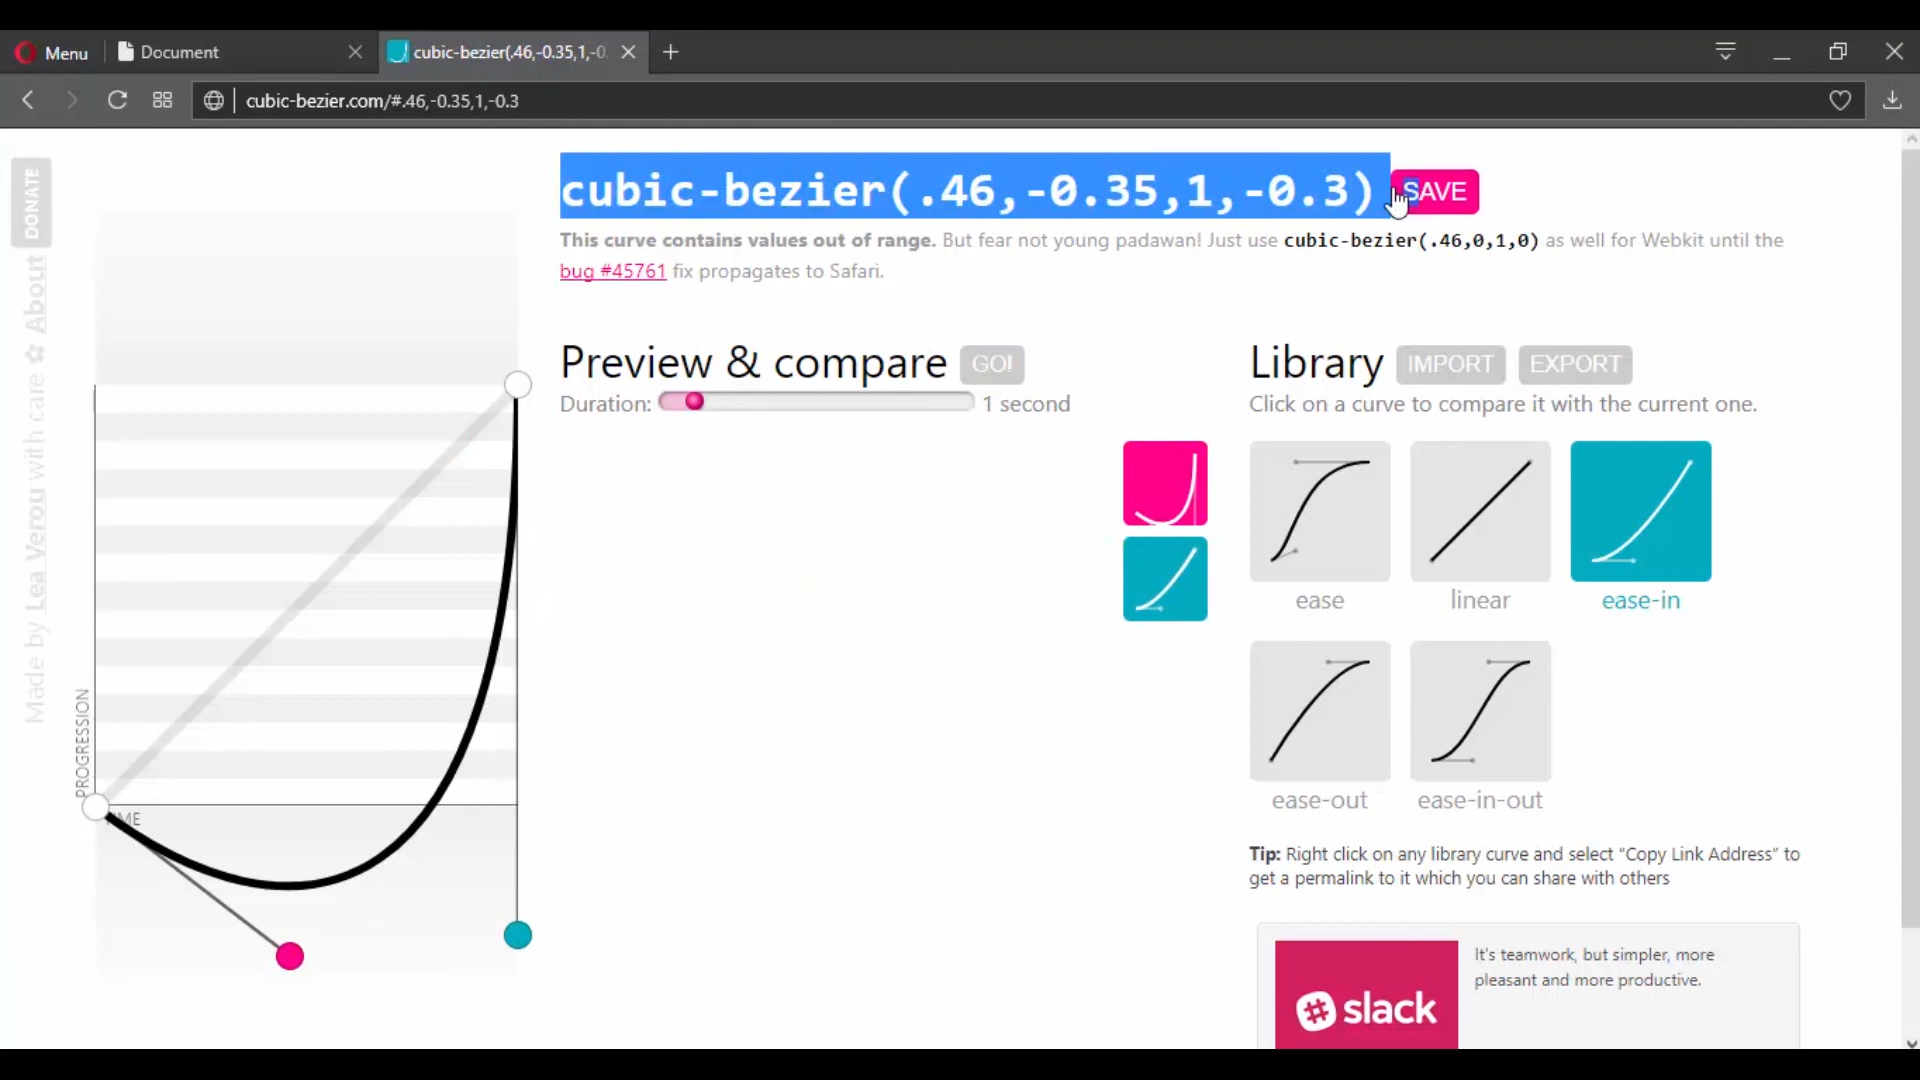 Menu
Document
cubic-bezier(.46,-0.35,1,-0
cubic-bezier.com/#.46,-0.35,1,-0.3
DONATE
Made by Lea Verou with care ✿ About
cubic-bezier(.46,-0.35,1,-0.3)
SAVE
This curve contains values out of range. But fear not young padawan! Just use cubic-bezier(.46,0,1,0) as well for Webkit until the
bug #45761 fix propagates to Safari.
Preview & compare
GO!
Duration:
1 second
Library
IMPORT
EXPORT
Click on a curve to compare it with the current one.
ease
linear
ease-in
ease-out
ease-in-out
PROGRESSION
TIME
Tip: Right click on any library curve and select “Copy Link Address” to
get a permalink to it which you can share with others
slack
It's teamwork, but simpler, more
pleasant and more productive.